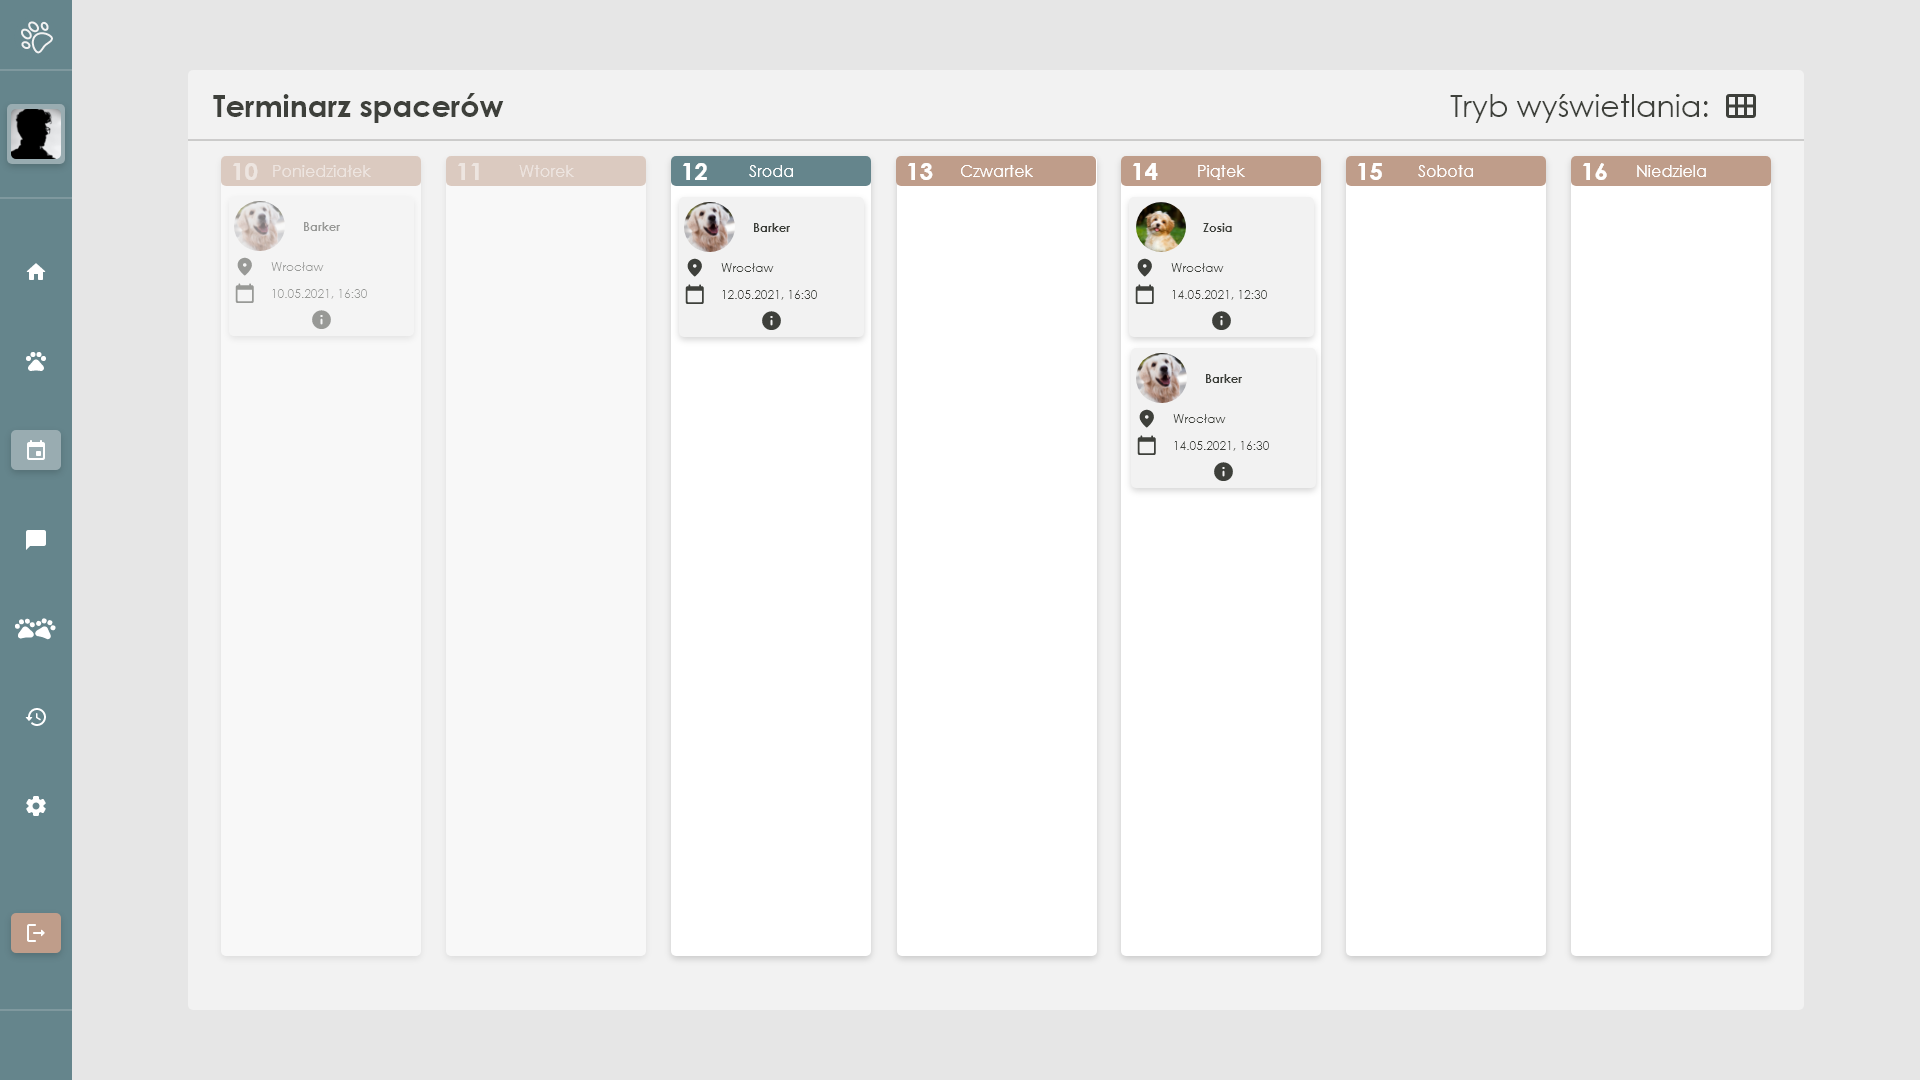 Terminarz spacerów
Tryb wyświetlania:
10 Poniedziałek
11 Wtorek
12 Sroda
13 Czwartek
14 Piątek
15 Sobota
16 Niedziela
Barker
Wrocław
10.05.2021, 16:30
Barker
Wrocław
12.05.2021, 16:30
Zosia
Wrocław
14.05.2021, 12:30
Barker
Wrocław
14.05.2021, 16:30